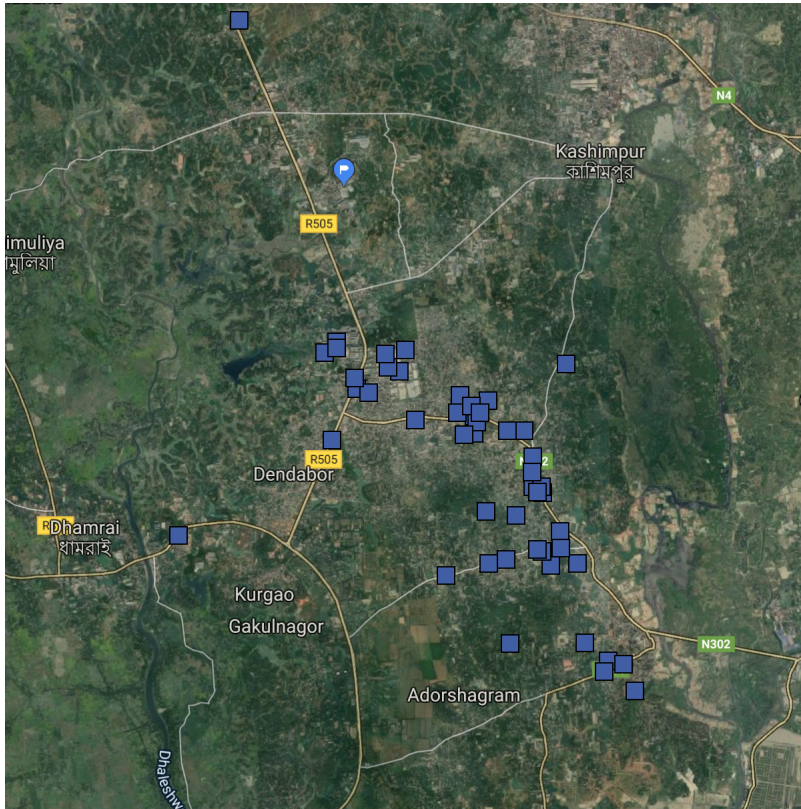 N4
Kashimpur
কাশিমপুর
R505
imuliya
ামুলিয়া
R505
Dendabor
Dhamrai
ধামরাই
Kurgao
Gakulnagor
N302
Adorshagram
Dhaleshw